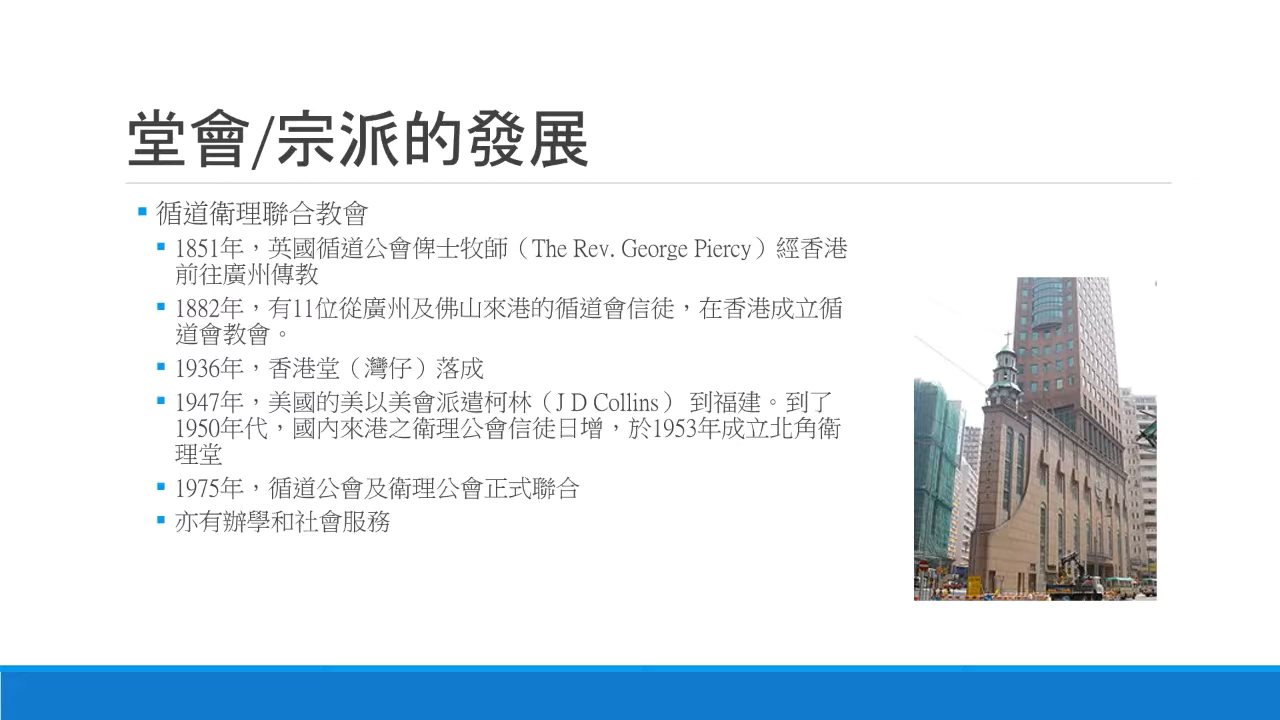 堂會/宗派的發展
循道衛理聯合教會
1851年，英國循道公會俾士牧師（The Rev. George Piercy）經香港
前往廣州傳教
1882年，有11位從廣州及佛山來港的循道會信徒，在香港成立循
道會教會。
1936年，香港堂（灣仔）落成
1947年，美國的美以美會派遣柯林（J D Collins） 到福建。到了
1950年代，國內來港之衛理公會信徒日增，於1953年成立北角衛
理堂
1975年，循道公會及衛理公會正式聯合
亦有辦學和社會服務